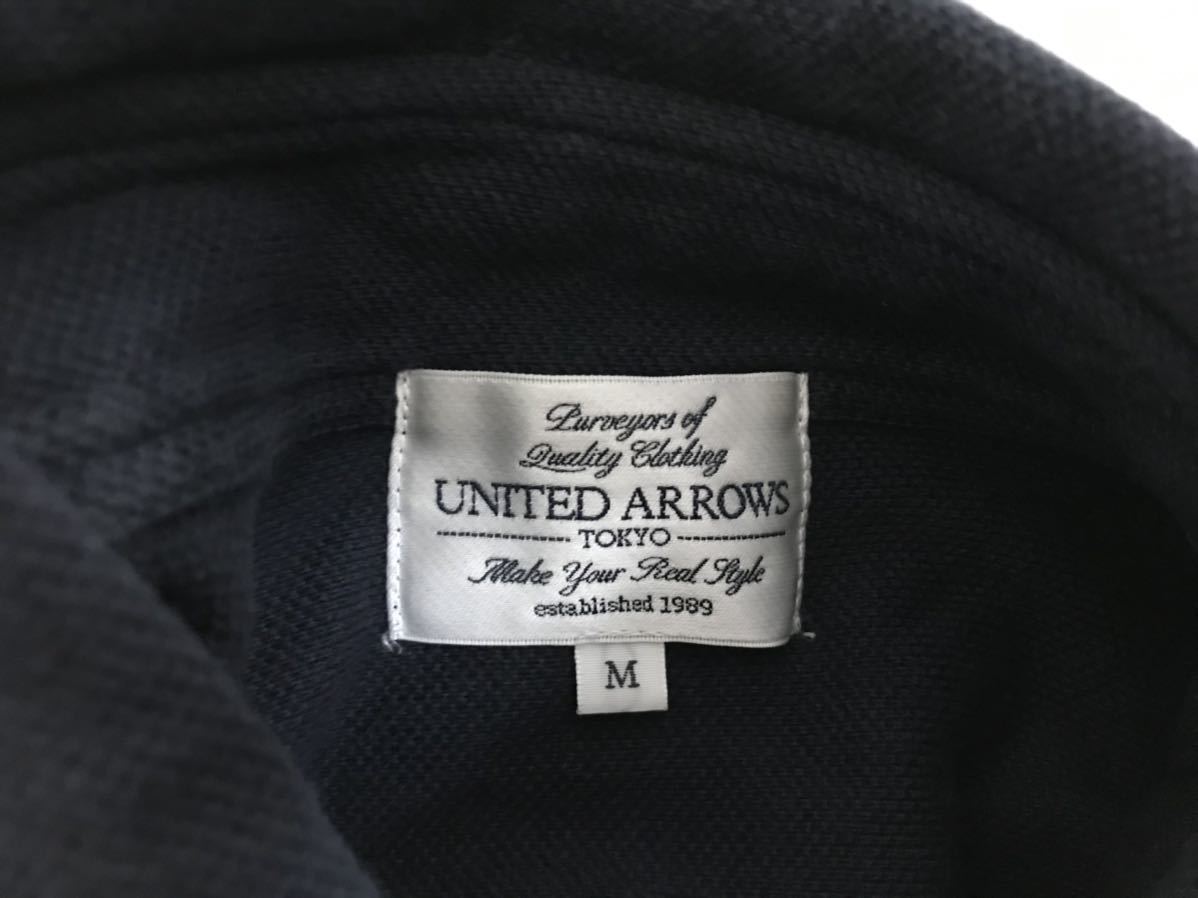 Purveyors of
Quality Clothing
UNITED ARROWS
TOKYO
Make Your Real Style
established 1989
M